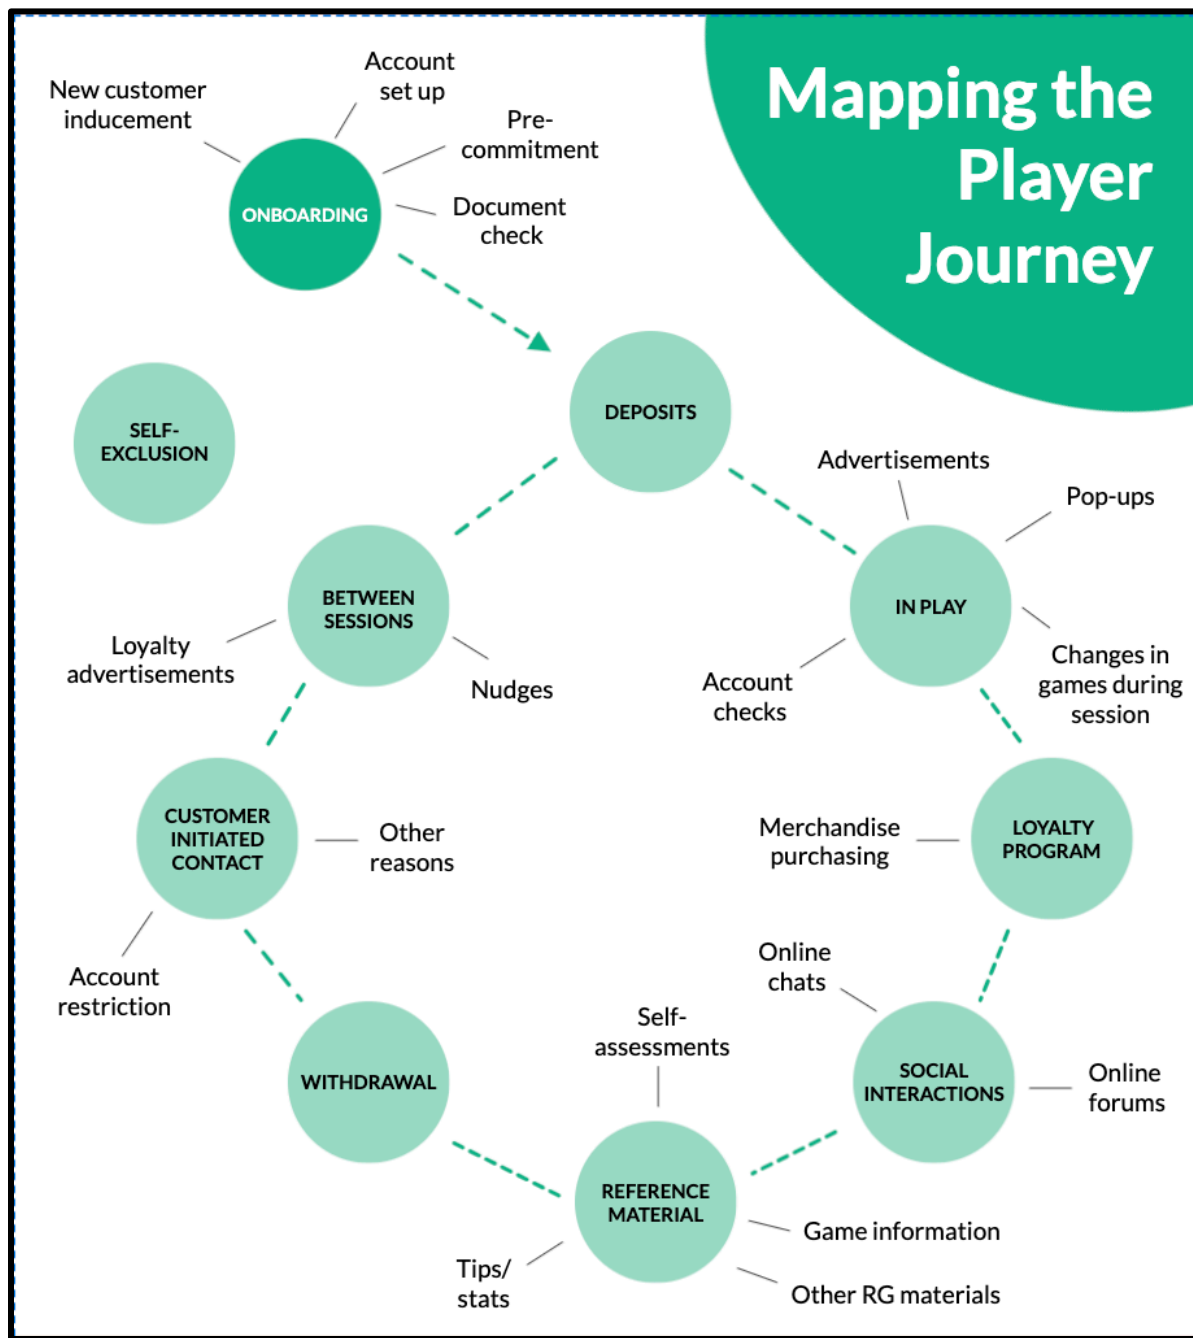 Mapping the
Player
Journey
New customer
inducement
Account
set up
Pre-
commitment
Document
check
ONBOARDING
DEPOSITS
SELF-
EXCLUSION
Advertisements
Pop-ups
IN PLAY
Changes in
games during
session
Account
checks
BETWEEN
SESSIONS
Loyalty
advertisements
Nudges
CUSTOMER
INITIATED
CONTACT
Other
reasons
Account
restriction
LOYALTY
PROGRAM
Merchandise
purchasing
Online
chats
SOCIAL
INTERACTIONS
Online
forums
WITHDRAWAL
Self-
assessments
REFERENCE
MATERIAL
Game information
Other RG materials
Tips/
stats